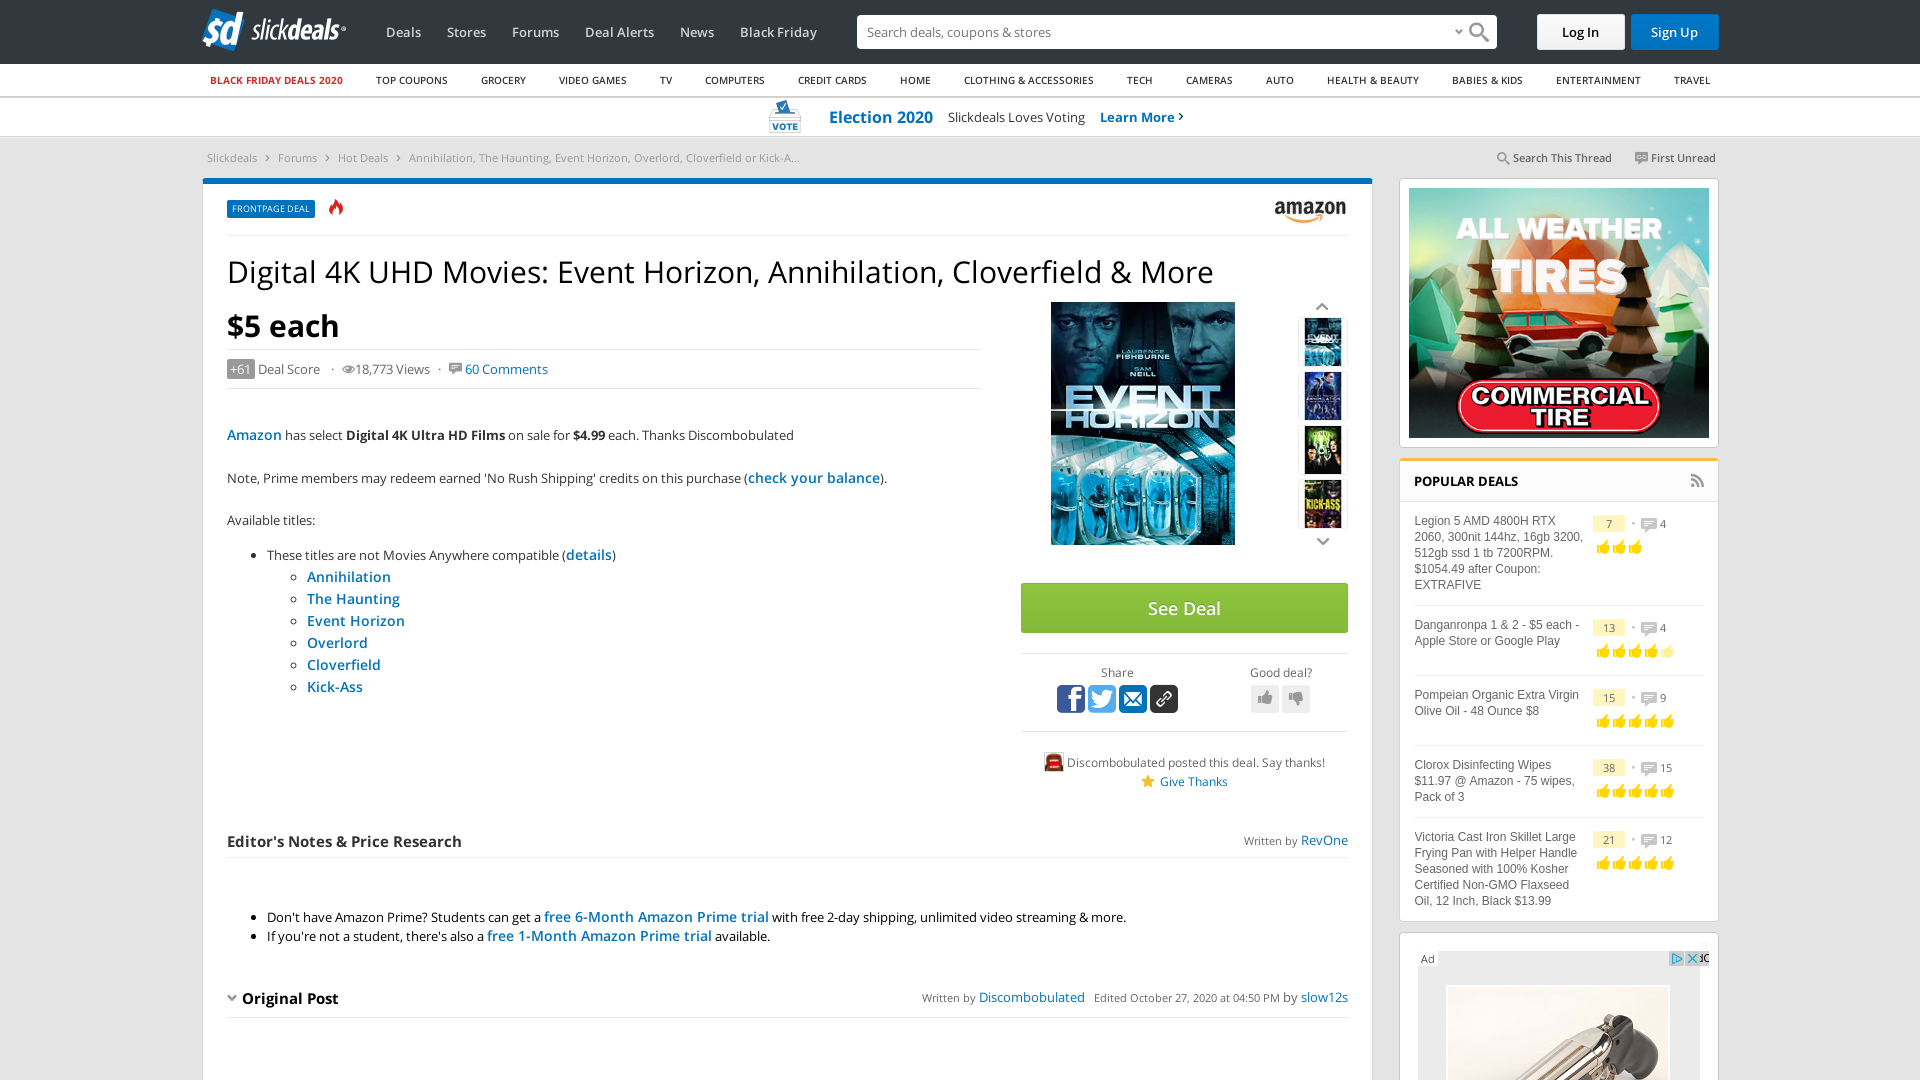 slickdeals
Deals
Stores
Forums
Deal Alerts
News
Black Friday
Search deals, coupons & stores
Log In
Sign Up
BLACK FRIDAY DEALS 2020
TOP COUPONS
GROCERY
VIDEO GAMES
TV
COMPUTERS
CREDIT CARDS
HOME
CLOTHING & ACCESSORIES
TECH
CAMERAS
AUTO
HEALTH & BEAUTY
BABIES & KIDS
ENTERTAINMENT
TRAVEL
VOTE
Election 2020 Slickdeals Loves Voting Learn More
Slickdeals › Forums › Hot Deals › Annihilation, The Haunting, Event Horizon, Overlord, Cloverfield or Kick-A...
Search This Thread
First Unread
FRONTPAGE DEAL
amazon
Digital 4K UHD Movies: Event Horizon, Annihilation, Cloverfield & More
$5 each
+61 Deal Score · 18,773 Views · 60 Comments
Amazon has select Digital 4K Ultra HD Films on sale for $4.99 each. Thanks Discombobulated
Note, Prime members may redeem earned 'No Rush Shipping' credits on this purchase (check your balance).
Available titles:
These titles are not Movies Anywhere compatible (details)
Annihilation
The Haunting
Event Horizon
Overlord
Cloverfield
Kick-Ass
LAURENCE
FISHBURNE
SAM
NEILL
EVENT
HORIZON
EVENT
HORIZON
KICK-ASS
See Deal
Share
Good deal?
Discombobulated posted this deal. Say thanks!
Give Thanks
Editor's Notes & Price Research
Written by RevOne
Don't have Amazon Prime? Students can get a free 6-Month Amazon Prime trial with free 2-day shipping, unlimited video streaming & more.
If you're not a student, there's also a free 1-Month Amazon Prime trial available.
Original Post
Written by Discombobulated Edited October 27, 2020 at 04:50 PM by slow12s
ALL WEATHER
TIRES
COMMERCIAL
TIRE
POPULAR DEALS
Legion 5 AMD 4800H RTX
2060, 300nit 144hz, 16gb 3200,
512gb ssd 1 tb 7200RPM.
$1054.49 after Coupon:
EXTRAFIVE
7 • 4
Danganronpa 1 & 2 - $5 each -
Apple Store or Google Play
13 • 4
Pompeian Organic Extra Virgin
Olive Oil - 48 Ounce $8
15 • 9
Clorox Disinfecting Wipes
$11.97 @ Amazon - 75 wipes,
Pack of 3
38 • 15
Victoria Cast Iron Skillet Large
Frying Pan with Helper Handle
Seasoned with 100% Kosher
Certified Non-GMO Flaxseed
Oil, 12 Inch, Black $13.99
21 • 12
Ad